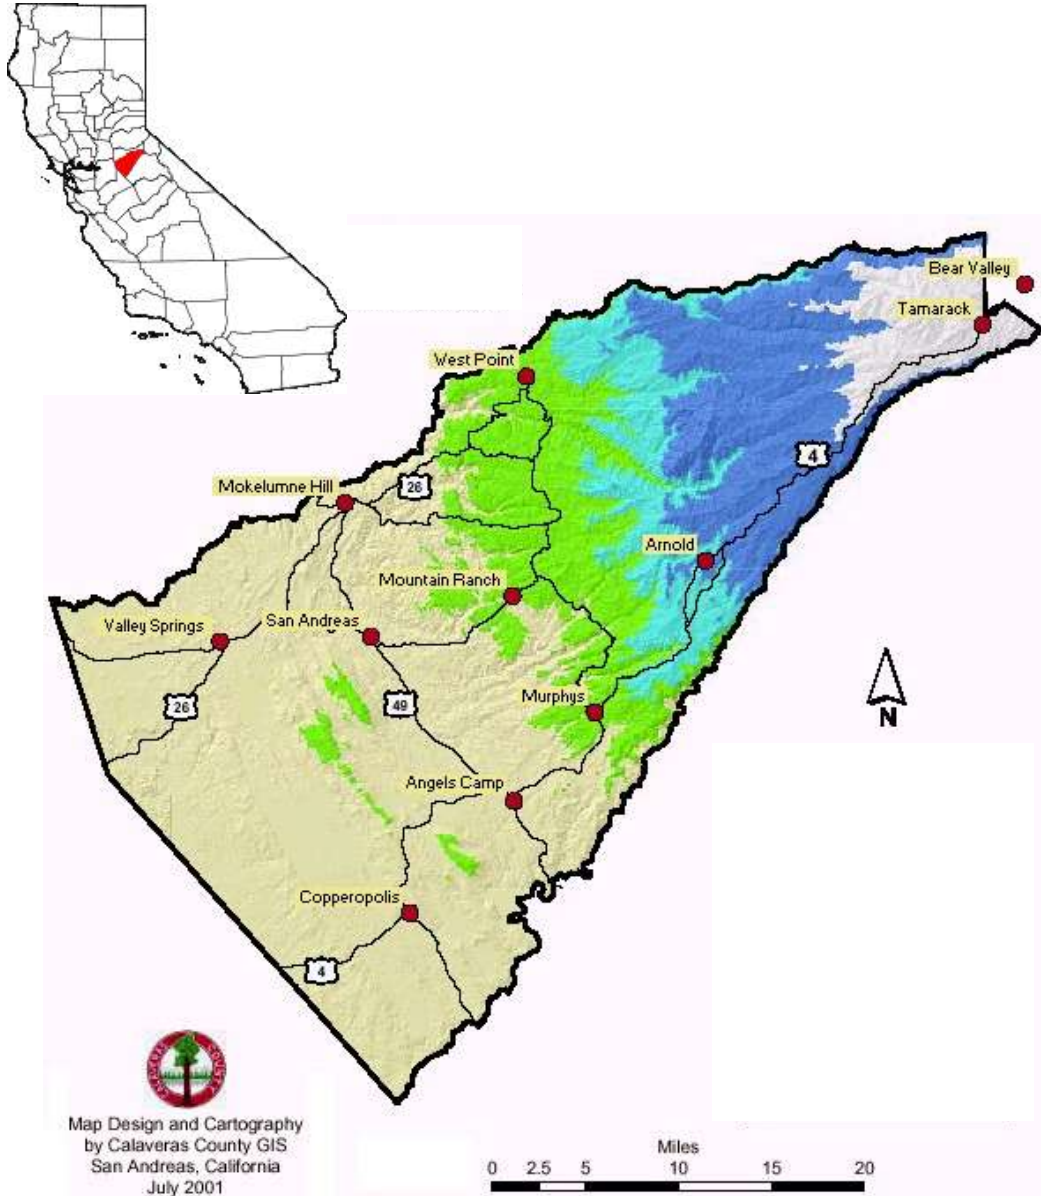 Bear Valley
Tamarack
West Point
4
Mokelumne Hill
26
Arnold
Mountain Ranch
Valley Springs
San Andreas
26
49
Murphys
N
Angels Camp
Copperopolis
4
CALAVERAS COUNTY
Map Design and Cartography
by Calaveras County GIS
San Andreas, California
July 2001
Miles
0 2.5 5 10 15 20